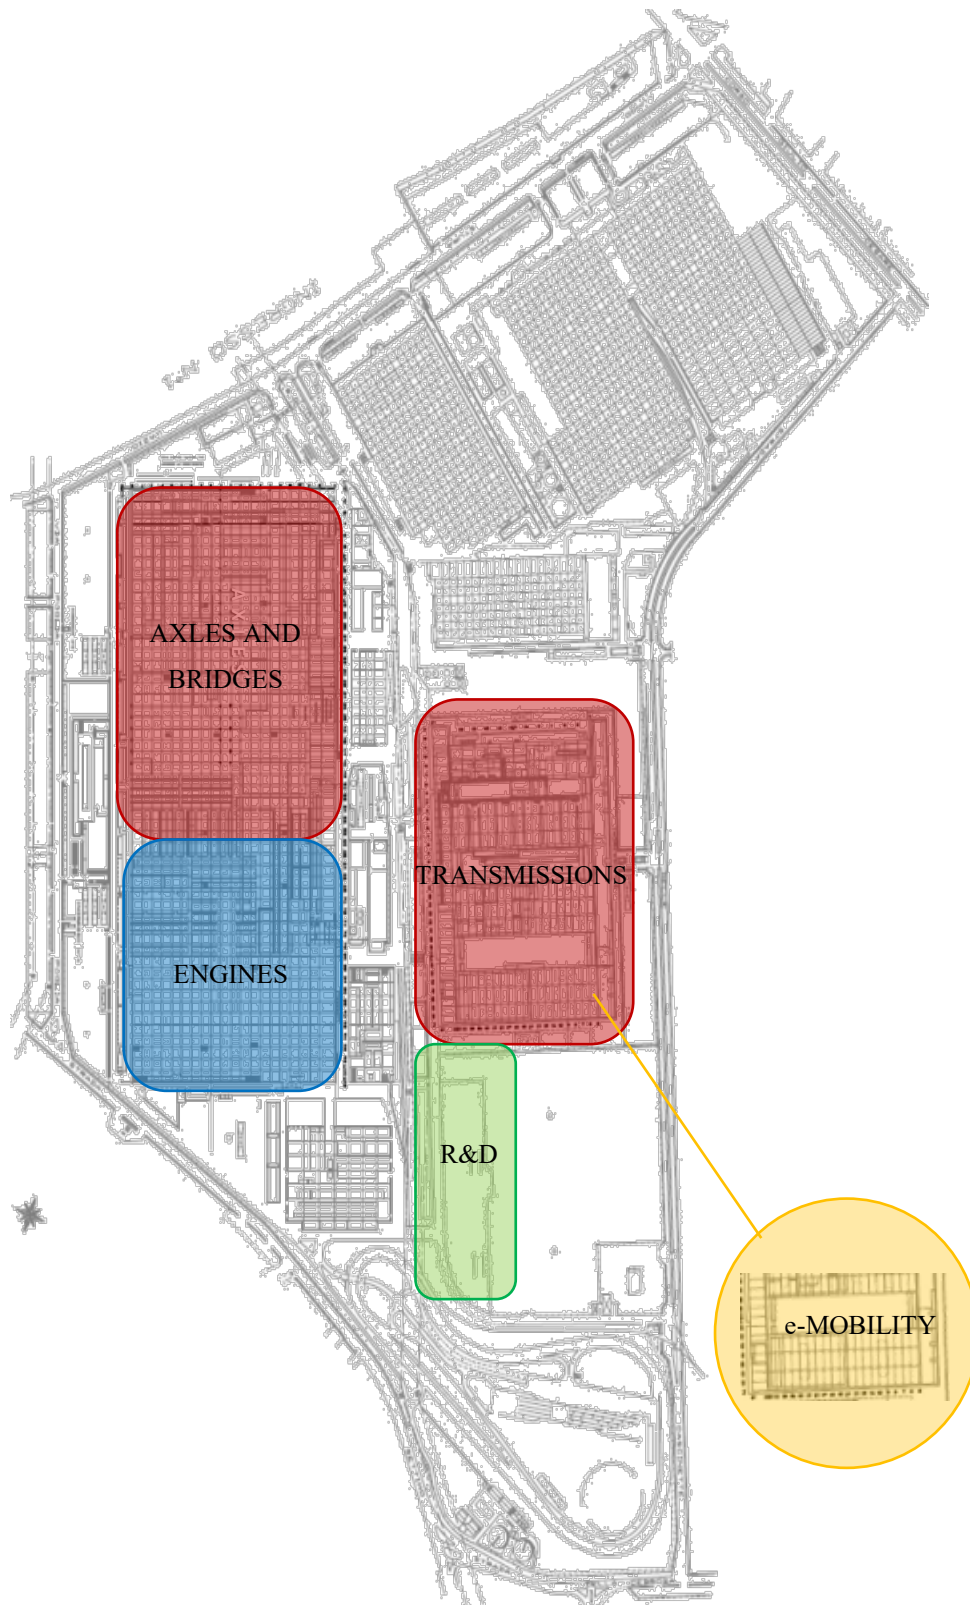 AXLES AND
BRIDGES
TRANSMISSIONS
ENGINES
R&D
e-MOBILITY